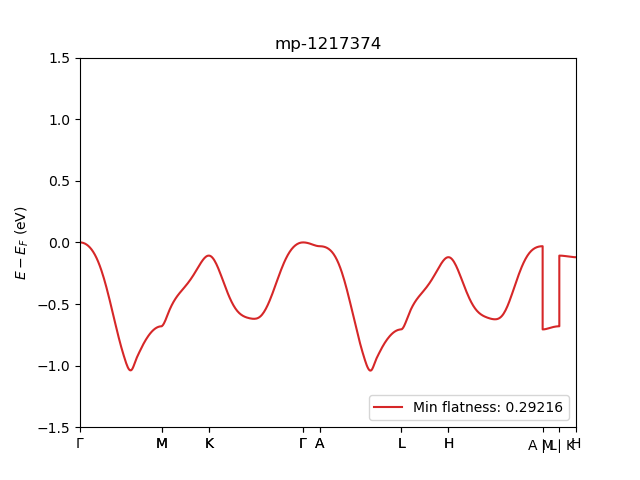 mp-1217374
1.5
1.0
0.5
0.0
−0.5
−1.0
−1.5
E − E_F (eV)
Min flatness: 0.29216
Γ M K Γ A L H A | L M | K H